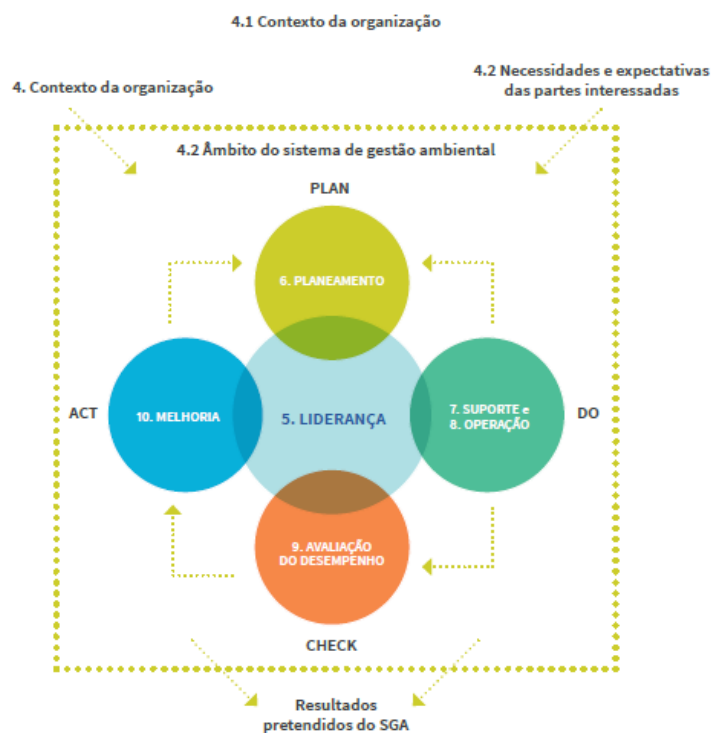 4.1 Contexto da organização
4.2 Necessidades e expectativas
das partes interessadas
4. Contexto da organização
4.2 Âmbito do sistema de gestão ambiental
PLAN
6. PLANEAMENTO
ACT
10. MELHORIA
5. LIDERANÇA
7. SUPORTE e
8. OPERAÇÃO
DO
9. AVALIAÇÃO
DO DESEMPENHO
CHECK
Resultados
pretendidos do SGA